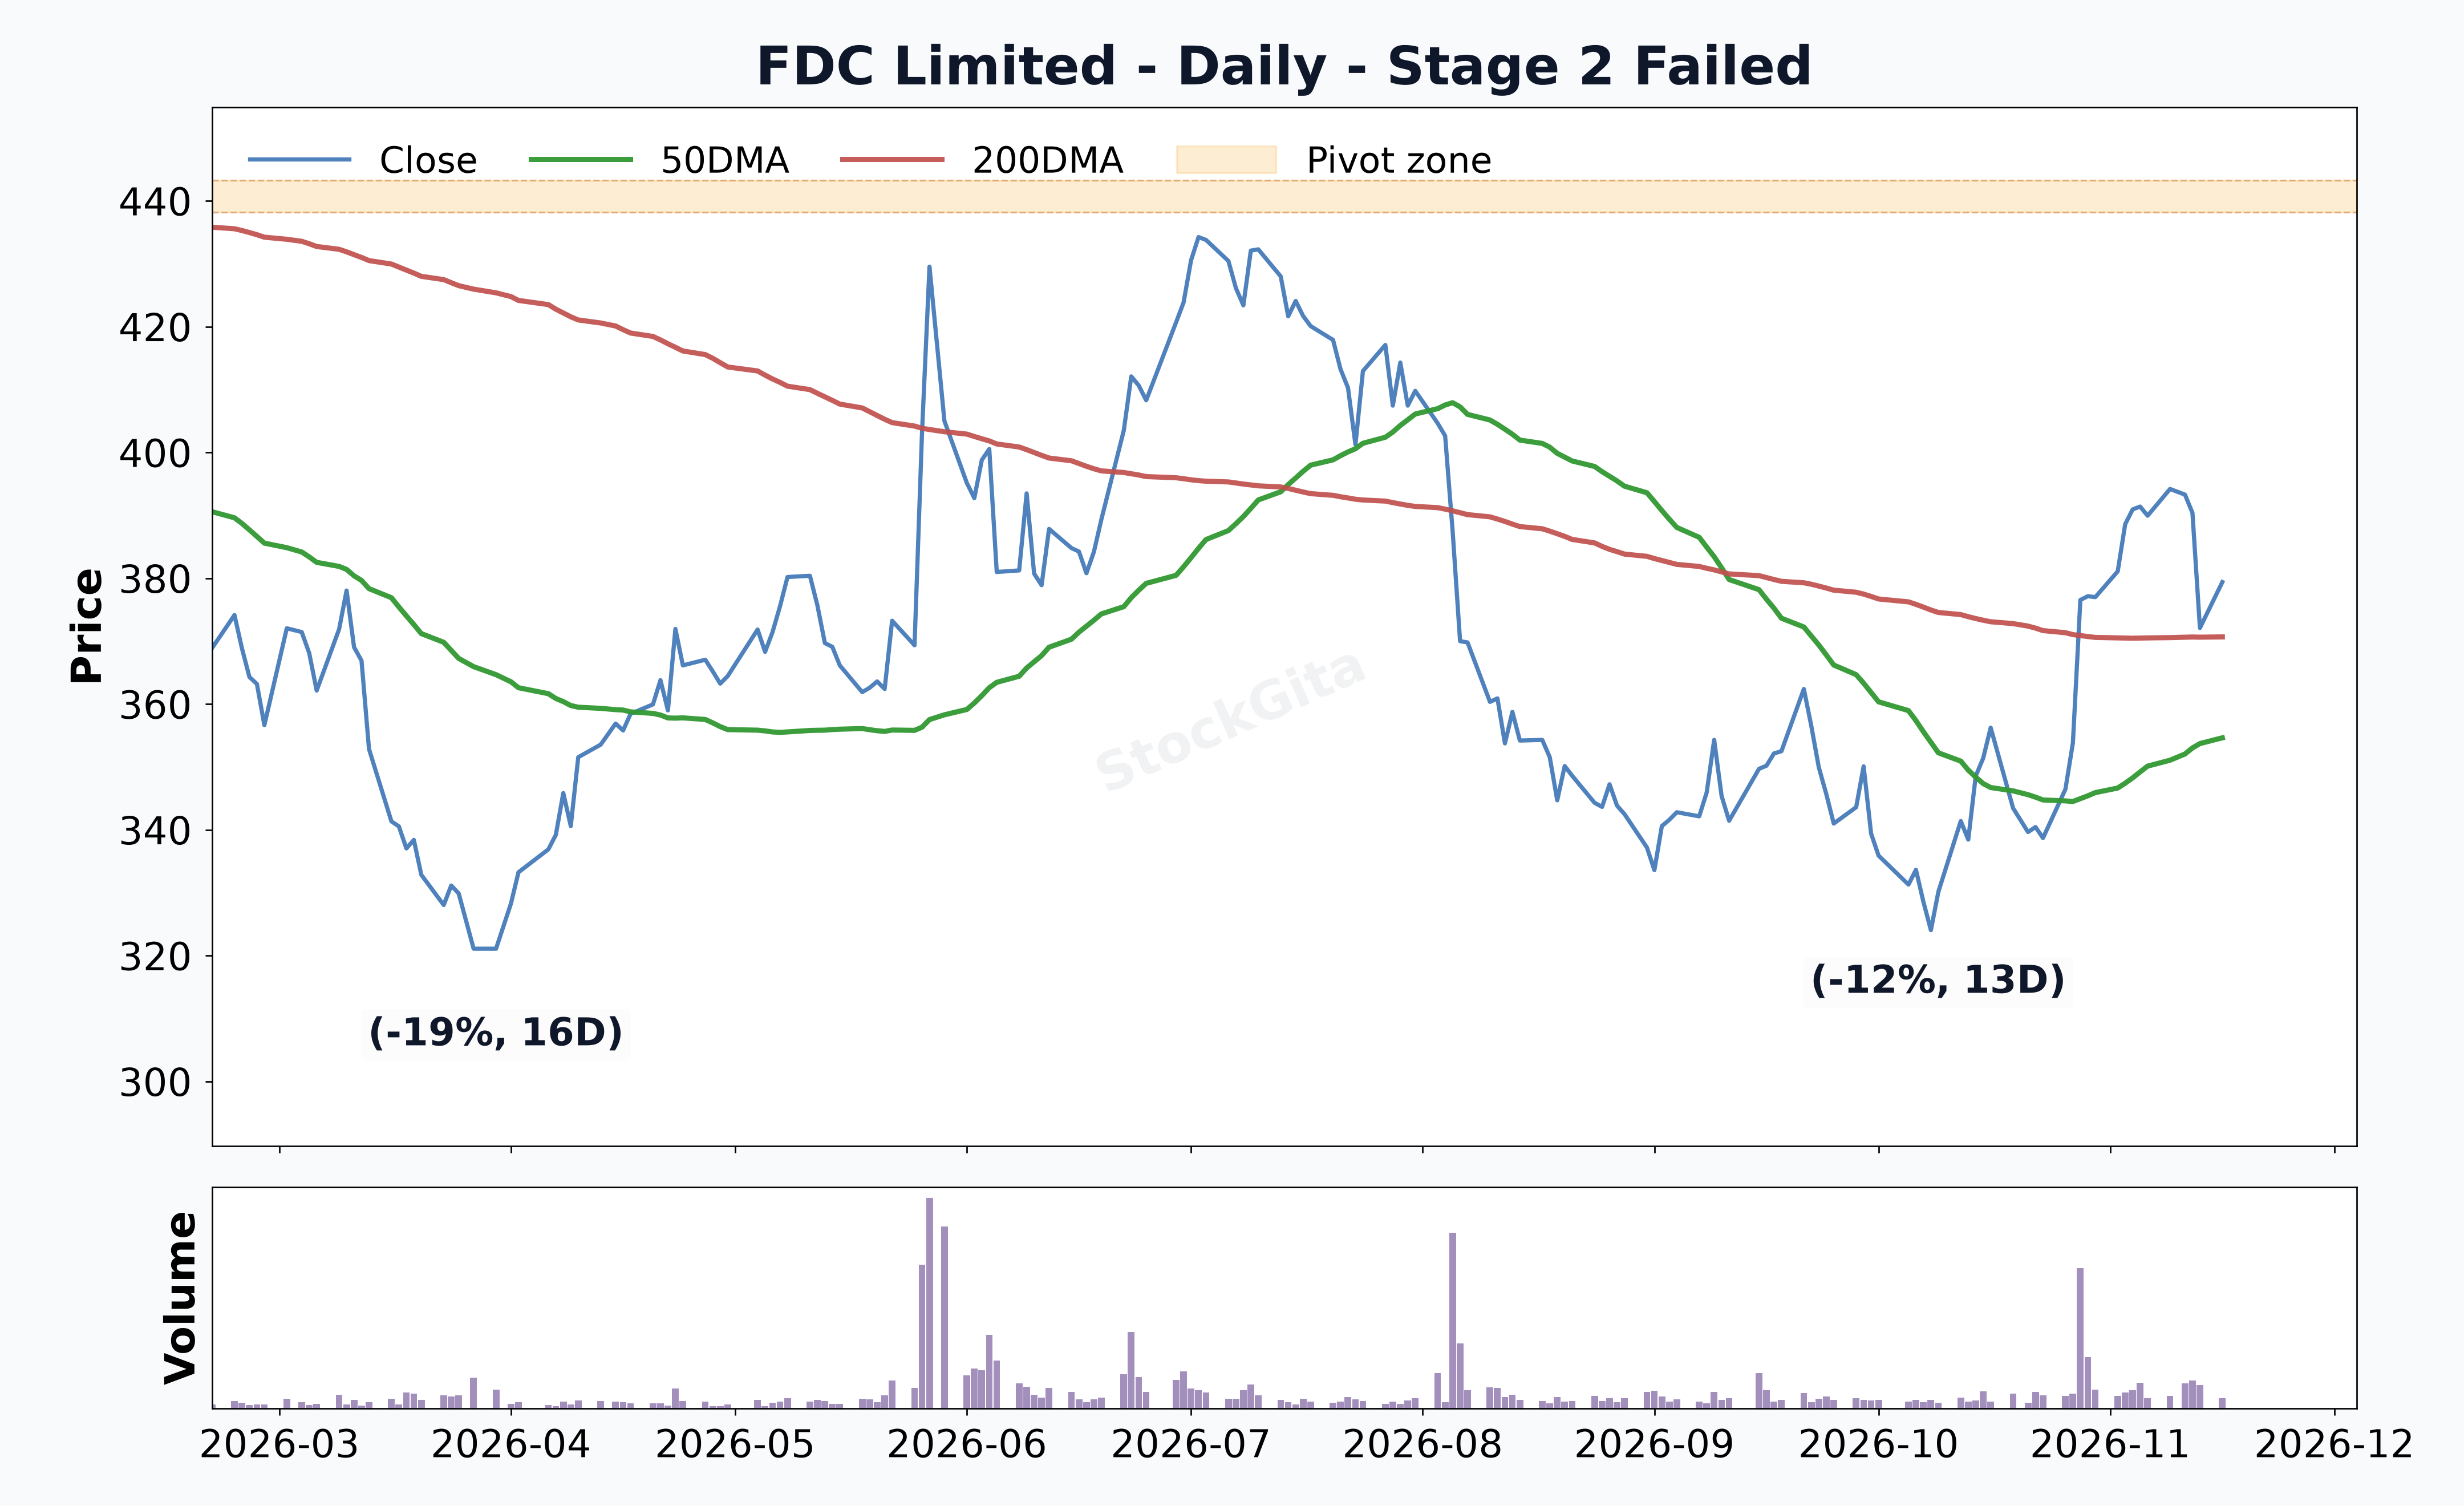 FDC Limited - Daily - Stage 2 Failed
Close 50DMA 200DMA Pivot zone
440
420
400
380
360
340
320
300
Price
StockGita
(-12%, 13D)
(-19%, 16D)
Volume
2026-03 2026-04 2026-05 2026-06 2026-07 2026-08 2026-09 2026-10 2026-11 2026-12